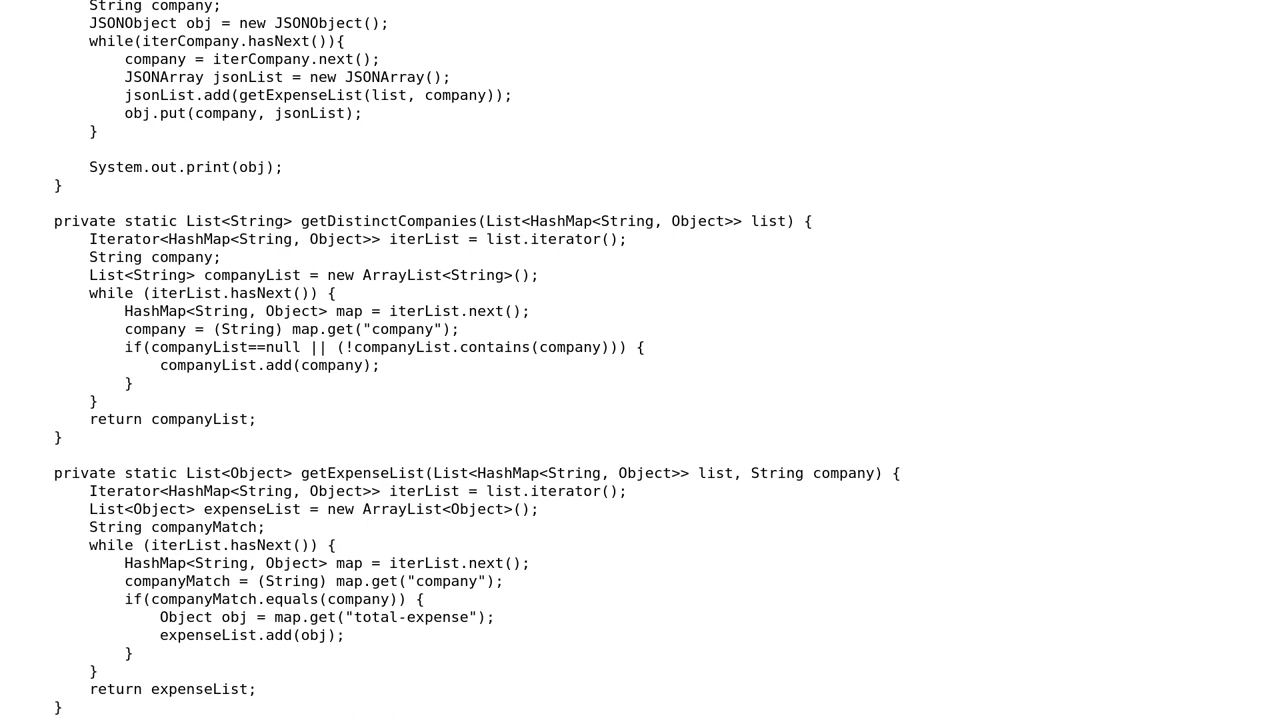 String company;
JSONObject obj = new JSONObject();
while(iterCompany.hasNext()){
company = iterCompany.next();
JSONArray jsonList = new JSONArray();
jsonList.add(getExpenseList(list, company));
obj.put(company, jsonList);
}
System.out.print(obj);
}
private static List<String> getDistinctCompanies(List<HashMap<String, Object>> list) {
Iterator<HashMap<String, Object>> iterList = list.iterator();
String company;
List<String> companyList = new ArrayList<String>();
while (iterList.hasNext()) {
HashMap<String, Object> map = iterList.next();
company = (String) map.get("company");
if(companyList==null || (!companyList.contains(company))) {
companyList.add(company);
}
}
return companyList;
}
private static List<Object> getExpenseList(List<HashMap<String, Object>> list, String company) {
Iterator<HashMap<String, Object>> iterList = list.iterator();
List<Object> expenseList = new ArrayList<Object>();
String companyMatch;
while (iterList.hasNext()) {
HashMap<String, Object> map = iterList.next();
companyMatch = (String) map.get("company");
if(companyMatch.equals(company)) {
Object obj = map.get("total-expense");
expenseList.add(obj);
}
}
return expenseList;
}